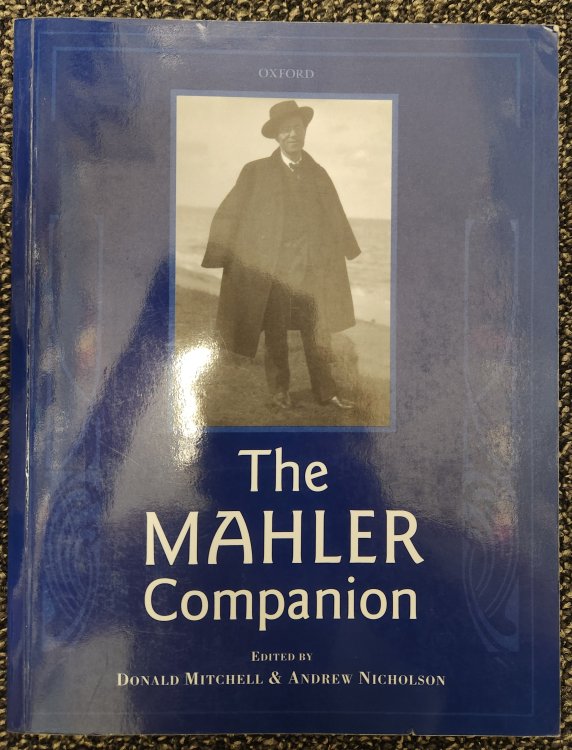 OXFORD
The
MAHLER
Companion
EDITED BY
DONALD MITCHELL & ANDREW NICHOLSON